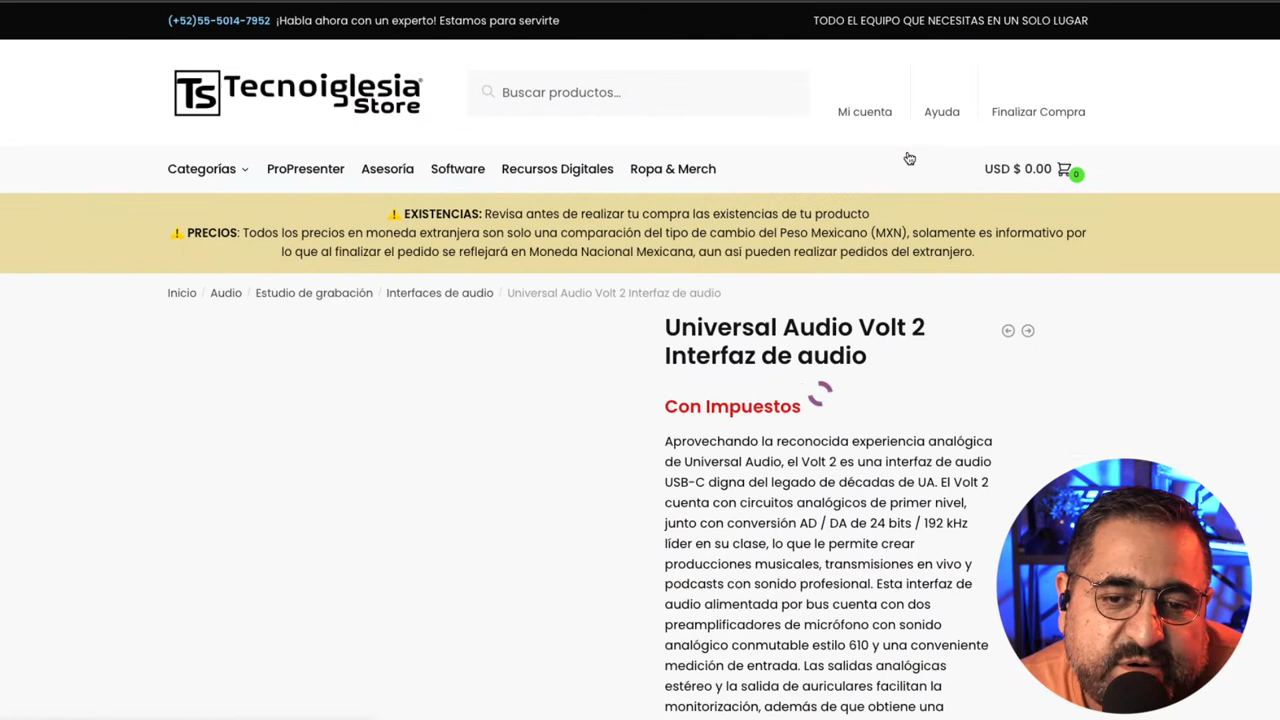 (+52)55-5014-7952 ¡Habla ahora con un experto! Estamos para servirte
TODO EL EQUIPO QUE NECESITAS EN UN SOLO LUGAR
Ts Tecnoiglesia®
Store
Buscar productos...
Mi cuenta
Ayuda
Finalizar Compra
Categorías
ProPresenter
Asesoría
Software
Recursos Digitales
Ropa & Merch
USD $ 0.00
0
⚠️ EXISTENCIAS: Revisa antes de realizar tu compra las existencias de tu producto
⚠️ PRECIOS: Todos los precios en moneda extranjera son solo una comparación del tipo de cambio del Peso Mexicano (MXN), solamente es informativo por
lo que al finalizar el pedido se reflejará en Moneda Nacional Mexicana, aun así pueden realizar pedidos del extranjero.
Inicio / Audio / Estudio de grabación / Interfaces de audio / Universal Audio Volt 2 Interfaz de audio
Universal Audio Volt 2
Interfaz de audio
Con Impuestos
Aprovechando la reconocida experiencia analógica
de Universal Audio, el Volt 2 es una interfaz de audio
USB-C digna del legado de décadas de UA. El Volt 2
cuenta con circuitos analógicos de primer nivel,
junto con conversión AD / DA de 24 bits / 192 kHz
líder en su clase, lo que le permite crear
producciones musicales, transmisiones en vivo y
podcasts con sonido profesional. Esta interfaz de
audio alimentada por bus cuenta con dos
preamplificadores de micrófono con sonido
analógico conmutable estilo 610 y una conveniente
medición de entrada. Las salidas analógicas
estéreo y la salida de auriculares facilitan la
monitorización, además de que obtiene una